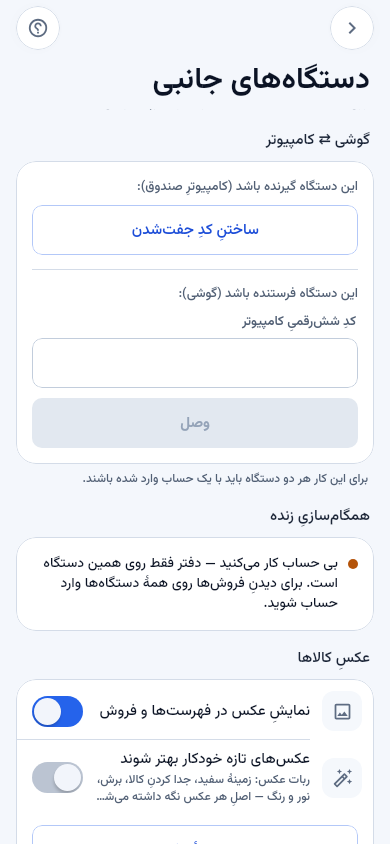 دستگاه‌های جانبی
گوشی ⇄ کامپیوتر
این دستگاه گیرنده باشد (کامپیوترِ صندوق):
ساختنِ کدِ جفت‌شدن
این دستگاه فرستنده باشد (گوشی):
کدِ شش‌رقمیِ کامپیوتر
وصل
برای این کار هر دو دستگاه باید با یک حساب وارد شده باشند.
همگام‌سازیِ زنده
بی حساب کار می‌کنید — دفتر فقط روی همین دستگاه
است. برای دیدنِ فروش‌ها روی همهٔ دستگاه‌ها وارد
حساب شوید.
عکسِ کالاها
نمایشِ عکس در فهرست‌ها و فروش
عکس‌های تازه خودکار بهتر شوند
ربات عکس: زمینهٔ سفید، جدا کردنِ کالا، برش،
نور و رنگ — اصلِ هر عکس نگه داشته می‌شـ…